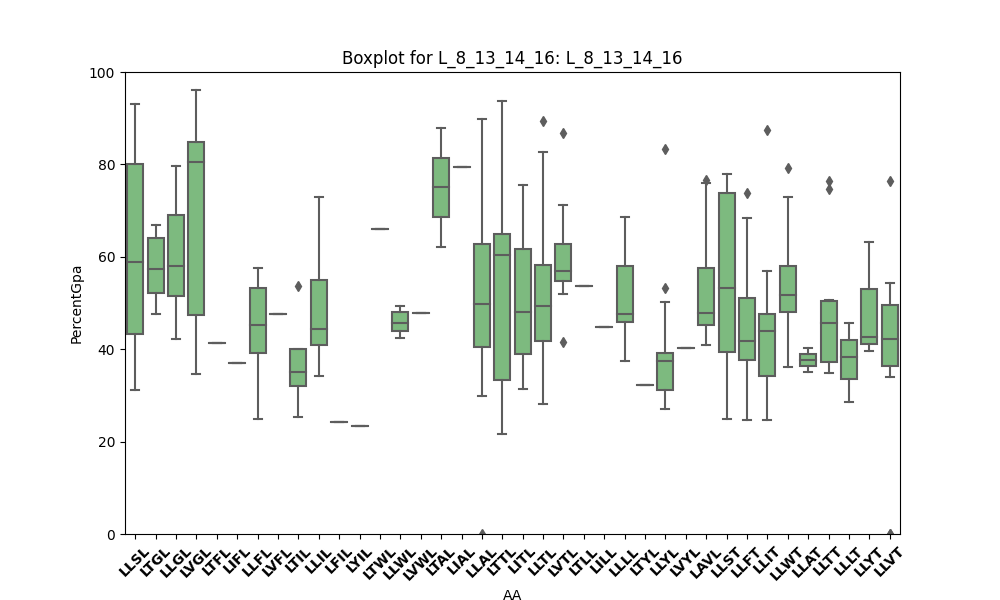 Boxplot for L_8_13_14_16: L_8_13_14_16
100
80
60
40
20
0
PercentGpa
LLSL LTGL LLGL LVGL LTFL LIFL LLFL LVFL LTIL LLIL LFIL LYIL LTWL LLWL LVWL LTAL LIAL LLAL LTTL LITL LLTL LVTL LTLL LILL LLLL LTYL LLYL LVYL LAVL LLST LLFT LLIT LLWT LLAT LLTT LLLT LLYT LLVT
AA